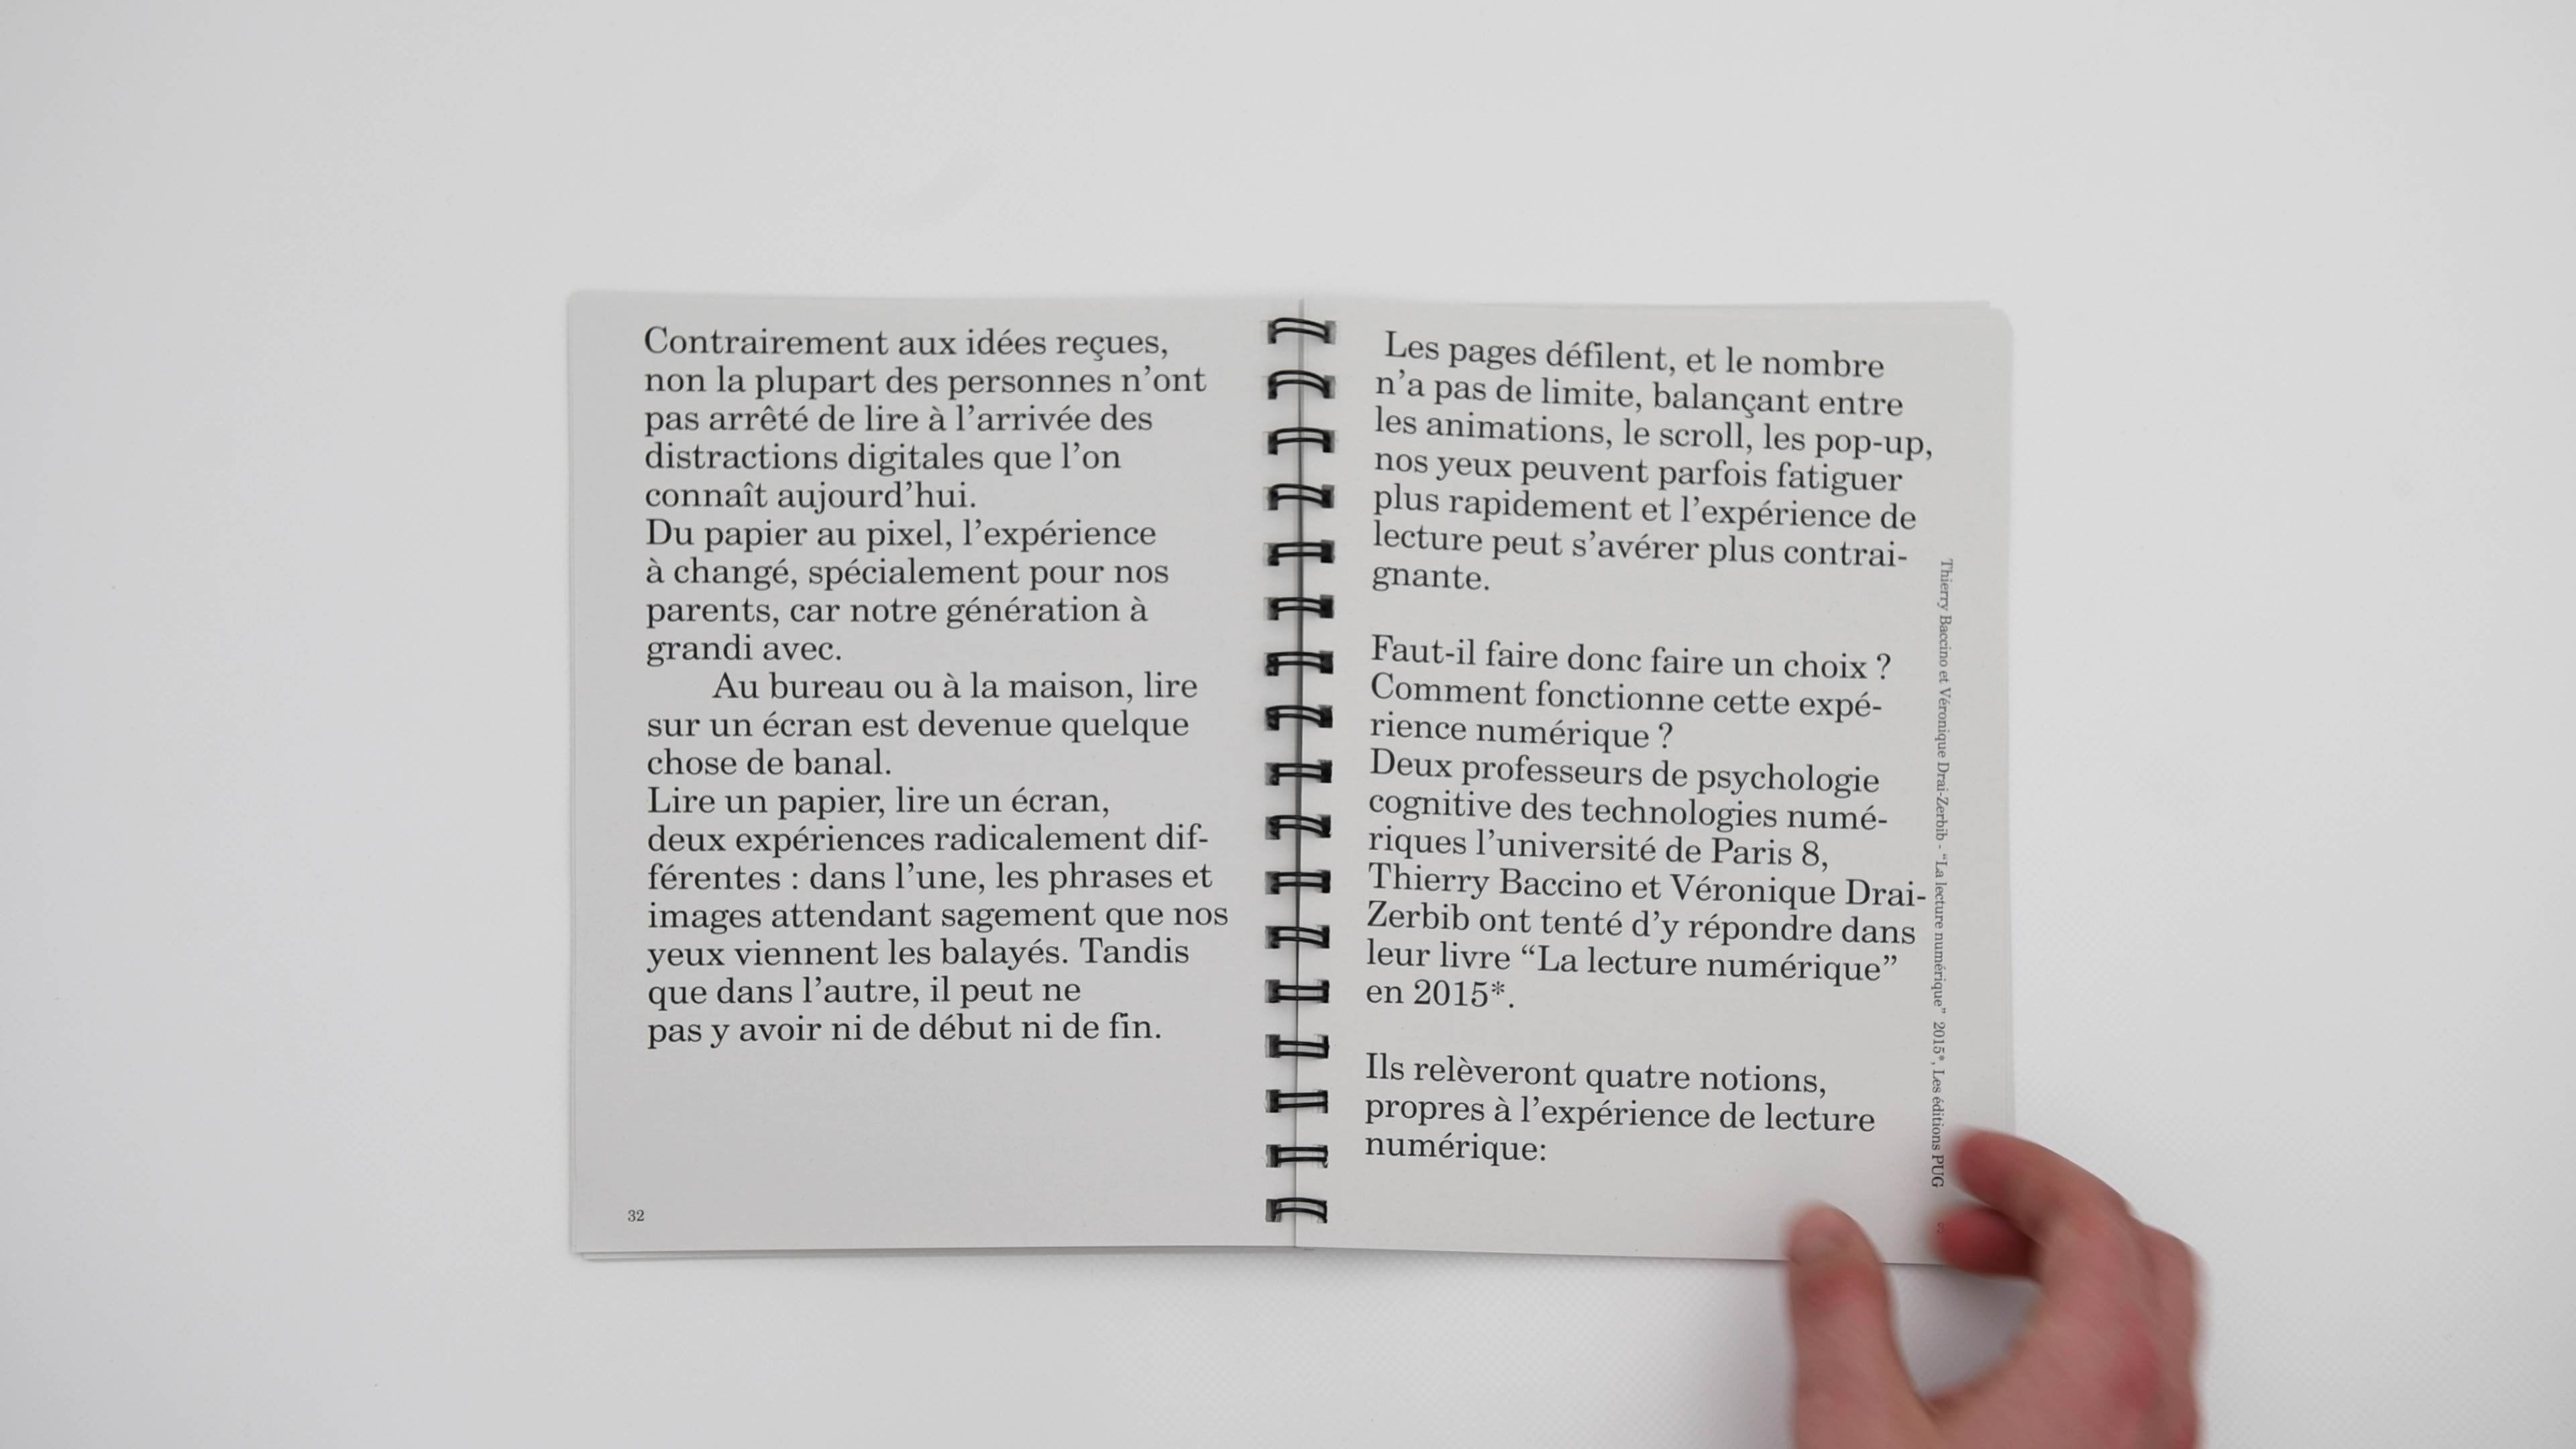 Contrairement aux idées reçues,
non la plupart des personnes n’ont
pas arrêté de lire à l’arrivée des
distractions digitales que l’on
connaît aujourd’hui.
Du papier au pixel, l’expérience
à changé, spécialement pour nos
parents, car notre génération à
grandi avec.
Au bureau ou à la maison, lire
sur un écran est devenue quelque
chose de banal.
Lire un papier, lire un écran,
deux expériences radicalement dif-
férentes : dans l’une, les phrases et
images attendant sagement que nos
yeux viennent les balayés. Tandis
que dans l’autre, il peut ne
pas y avoir ni de début ni de fin.
32
Les pages défilent, et le nombre
n’a pas de limite, balançant entre
les animations, le scroll, les pop-up,
nos yeux peuvent parfois fatiguer
plus rapidement et l’expérience de
lecture peut s’avérer plus contrai-
gnante.
Faut-il faire donc faire un choix ?
Comment fonctionne cette expé-
rience numérique ?
Deux professeurs de psychologie
cognitive des technologies numé-
riques l’université de Paris 8,
Thierry Baccino et Véronique Drai-
Zerbib ont tenté d’y répondre dans
leur livre “La lecture numérique”
en 2015*.
Ils relèveront quatre notions,
propres à l’expérience de lecture
numérique:
Thierry Baccino et Véronique Drai-Zerbib - “La lecture numérique” 2015*, Les éditions PUG